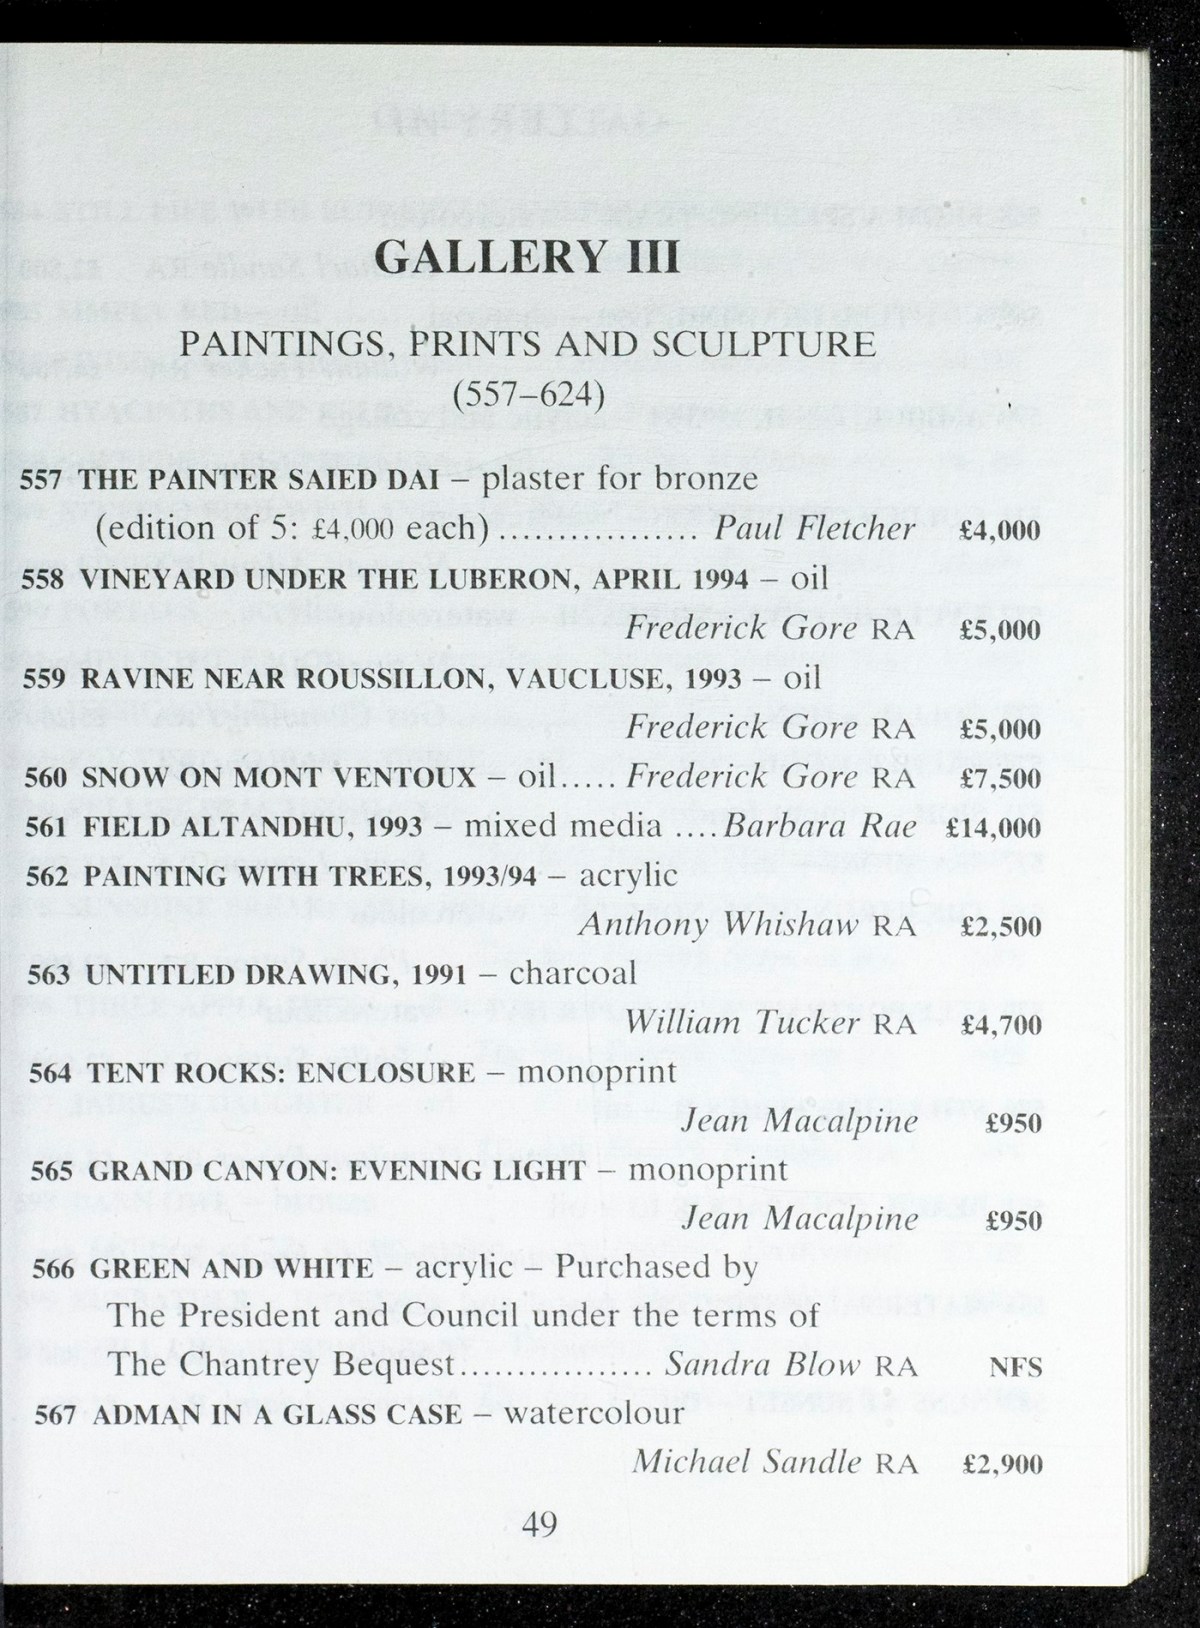 GALLERY III
PAINTINGS, PRINTS AND SCULPTURE
(557–624)
557 THE PAINTER SAIED DAI – plaster for bronze
(edition of 5: £4,000 each) ................. Paul Fletcher £4,000
558 VINEYARD UNDER THE LUBERON, APRIL 1994 – oil
Frederick Gore RA £5,000
559 RAVINE NEAR ROUSSILLON, VAUCLUSE, 1993 – oil
Frederick Gore RA £5,000
560 SNOW ON MONT VENTOUX – oil..... Frederick Gore RA £7,500
561 FIELD ALTANDHU, 1993 – mixed media ....Barbara Rae £14,000
562 PAINTING WITH TREES, 1993/94 – acrylic
Anthony Whishaw RA £2,500
563 UNTITLED DRAWING, 1991 – charcoal
William Tucker RA £4,700
564 TENT ROCKS: ENCLOSURE – monoprint
Jean Macalpine £950
565 GRAND CANYON: EVENING LIGHT – monoprint
Jean Macalpine £950
566 GREEN AND WHITE – acrylic – Purchased by
The President and Council under the terms of
The Chantrey Bequest................. Sandra Blow RA NFS
567 ADMAN IN A GLASS CASE – watercolour
Michael Sandle RA £2,900
49